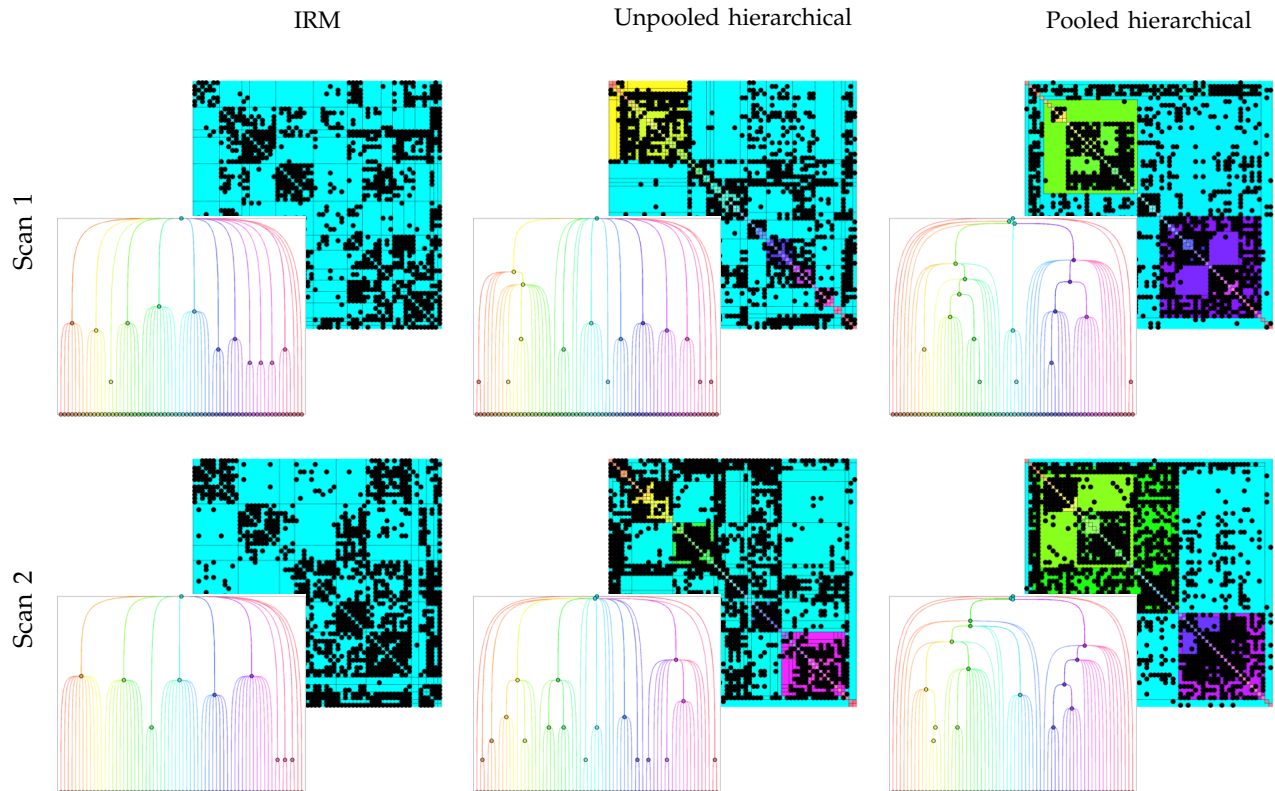 IRM
Unpooled hierarchical
Pooled hierarchical
Scan 1
Scan 2